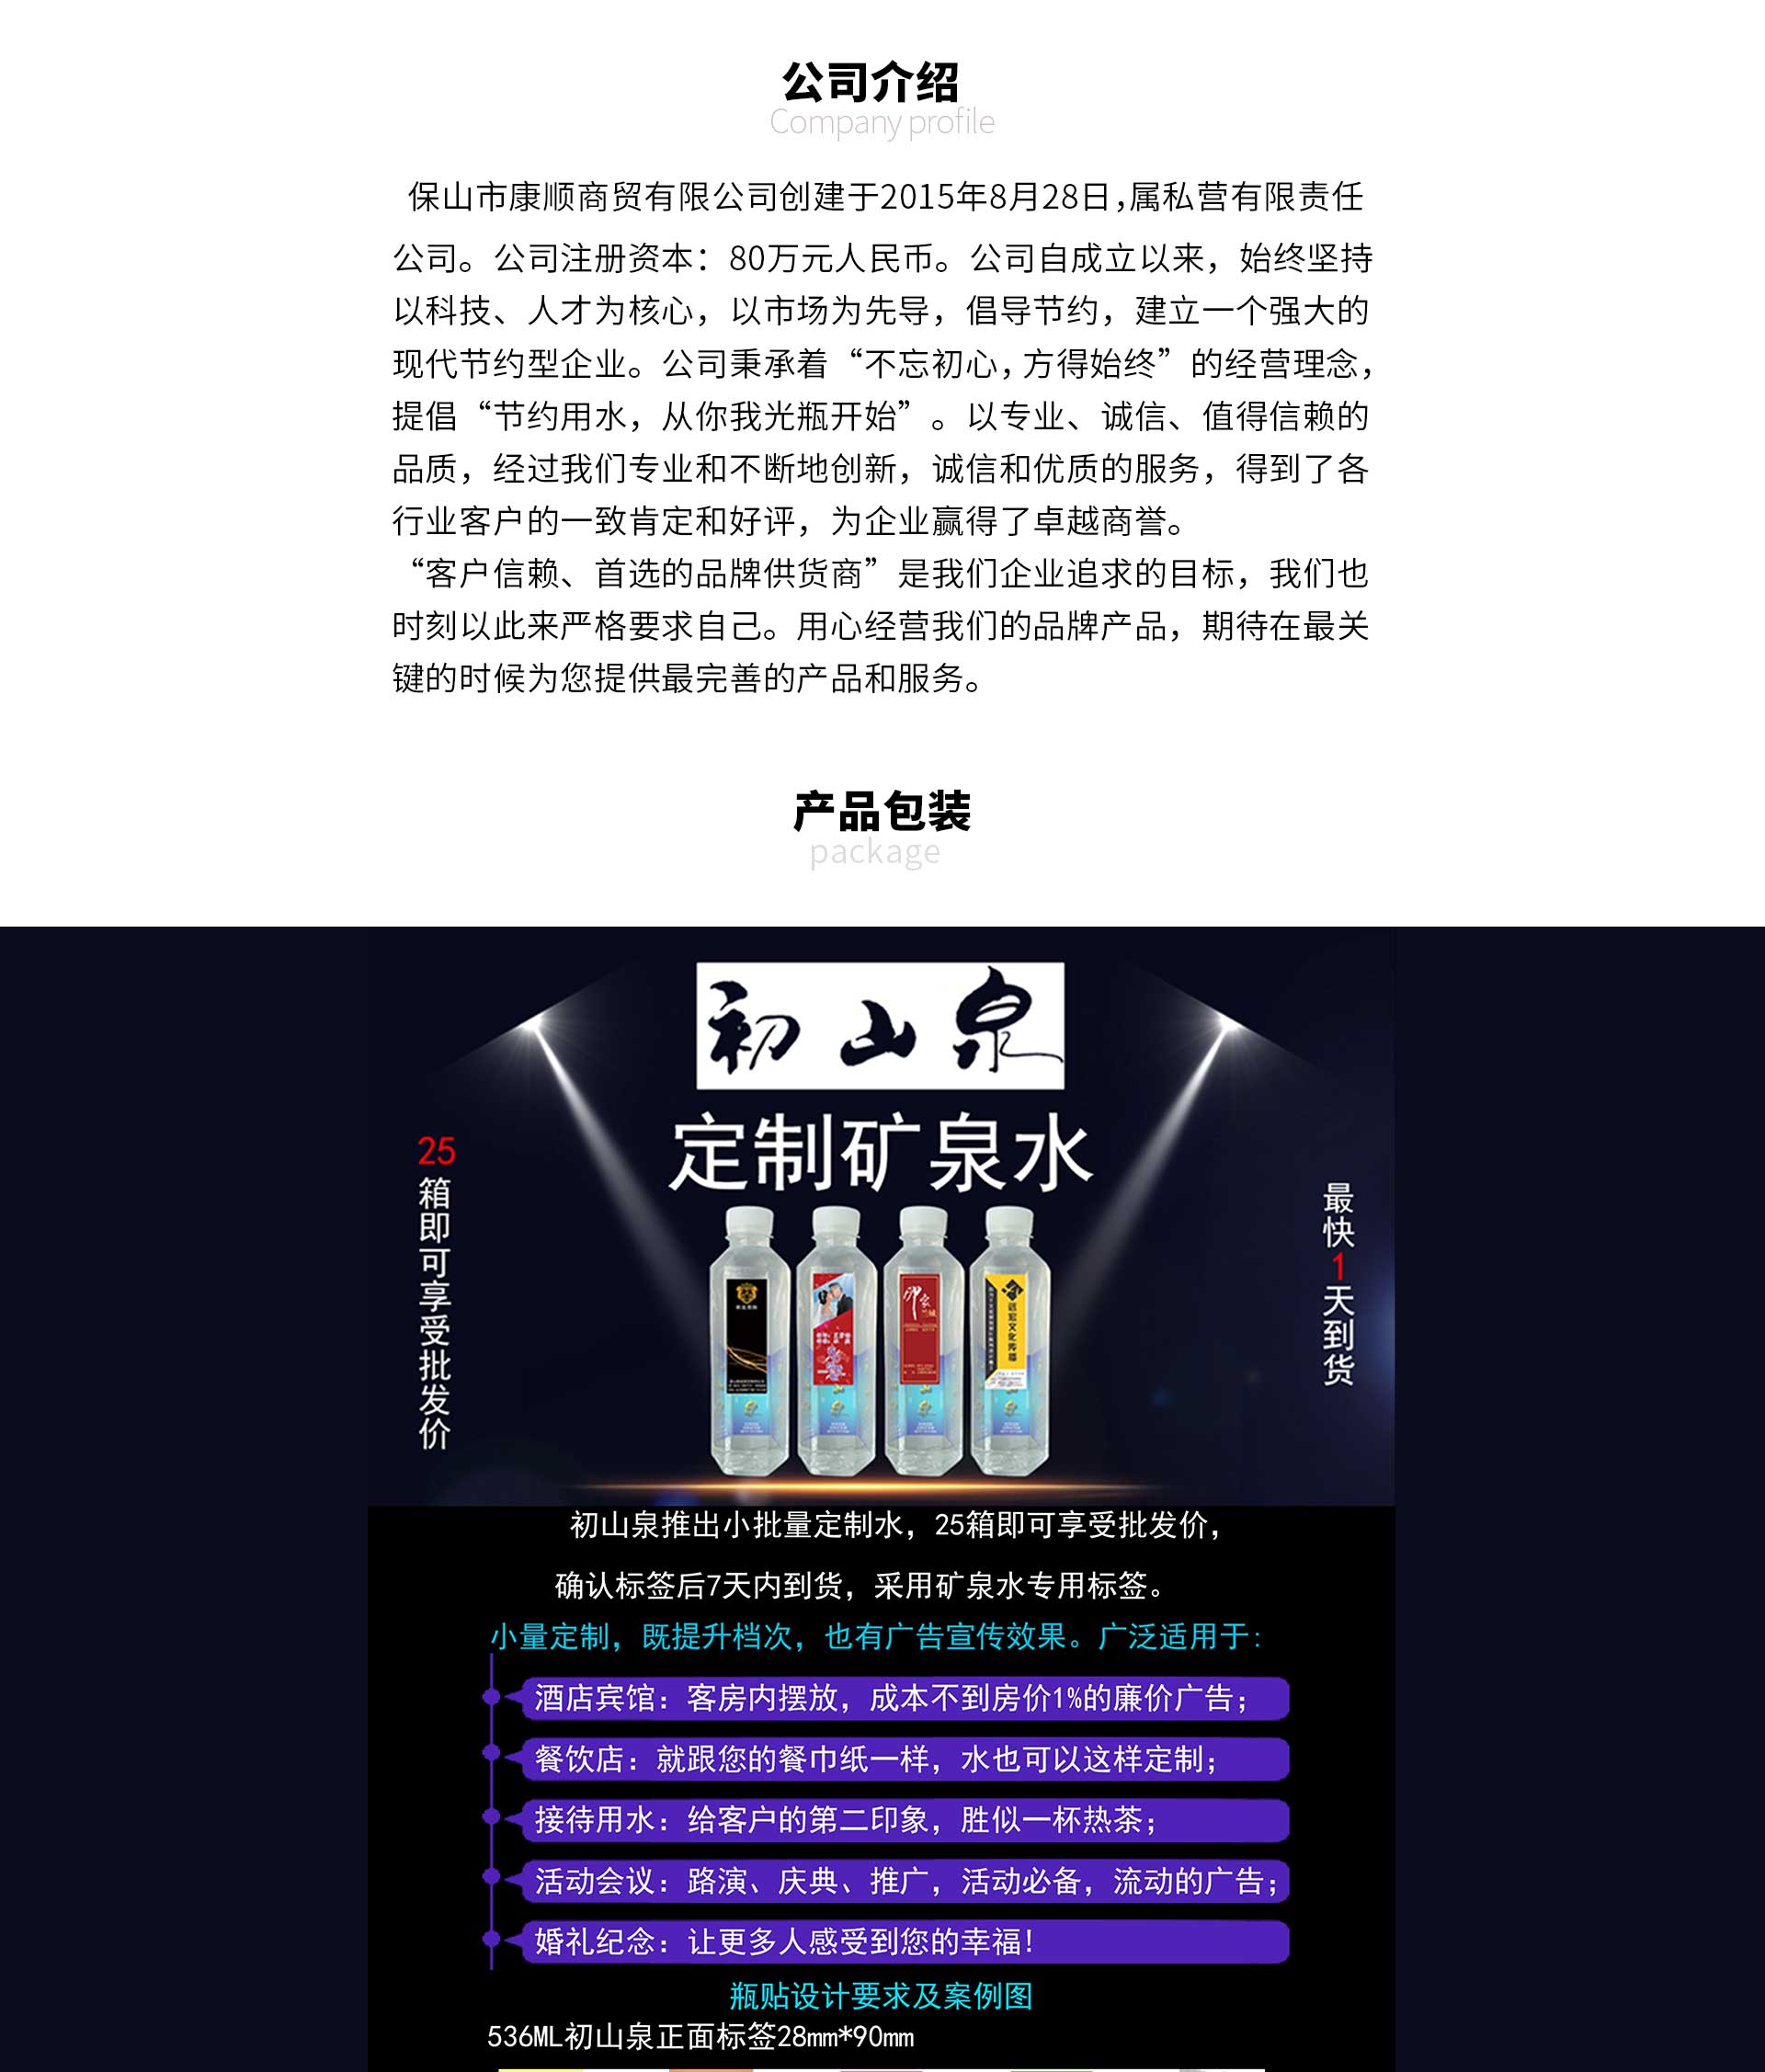 公司介绍
Company profile
保山市康顺商贸有限公司创建于2015年8月28日,属私营有限责任
公司。公司注册资本：80万元人民币。公司自成立以来，始终坚持
以科技、人才为核心，以市场为先导，倡导节约，建立一个强大的
现代节约型企业。公司秉承着“不忘初心,方得始终”的经营理念，
提倡“节约用水，从你我光瓶开始”。以专业、诚信、值得信赖的
品质，经过我们专业和不断地创新，诚信和优质的服务，得到了各
行业客户的一致肯定和好评，为企业赢得了卓越商誉。
“客户信赖、首选的品牌供货商”是我们企业追求的目标，我们也
时刻以此来严格要求自己。用心经营我们的品牌产品，期待在最关
键的时候为您提供最完善的产品和服务。
产品包装
package
初山泉
定制矿泉水
25箱即可享受批发价
最快1天到货
印象
远宏文化传播
初山泉推出小批量定制水，25箱即可享受批发价，
确认标签后7天内到货，采用矿泉水专用标签。
小量定制，既提升档次，也有广告宣传效果。广泛适用于：
酒店宾馆：客房内摆放，成本不到房价1%的廉价广告；
餐饮店：就跟您的餐巾纸一样，水也可以这样定制；
接待用水：给客户的第二印象，胜似一杯热茶；
活动会议：路演、庆典、推广，活动必备，流动的广告；
婚礼纪念：让更多人感受到您的幸福！
瓶贴设计要求及案例图
536ML初山泉正面标签28mm*90mm